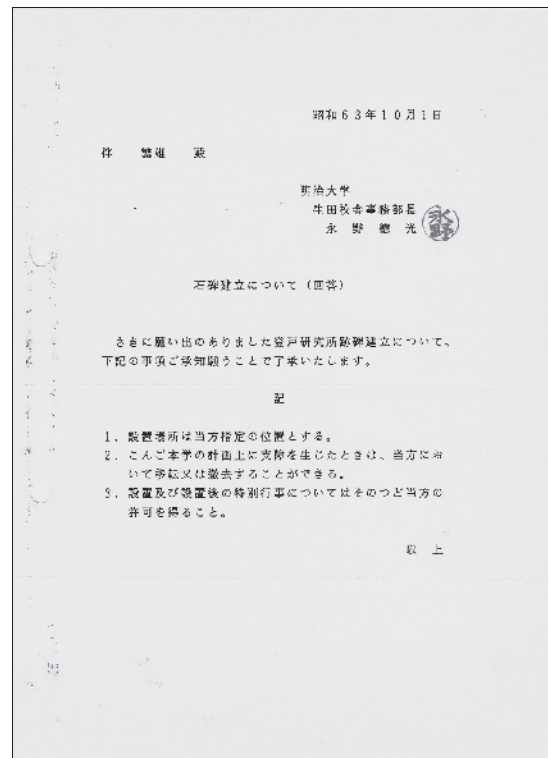 昭和63年10月1日
伴　繁雄　殿
明治大学
生田校舎事務部長
永野徳光
永野
石碑建立について（回答）
さきに願い出のありました登戸研究所跡碑建立について、
下記の事項ご承知願うことで了承いたします。
記
1．設置場所は当方指定の位置とする。
2．こんご本学の計画上に支障を生じたときは、当方にお
いて移転又は撤去することができる。
3．設置及び設置後の特別行事についてはそのつど当方の
許可を得ること。
以　上